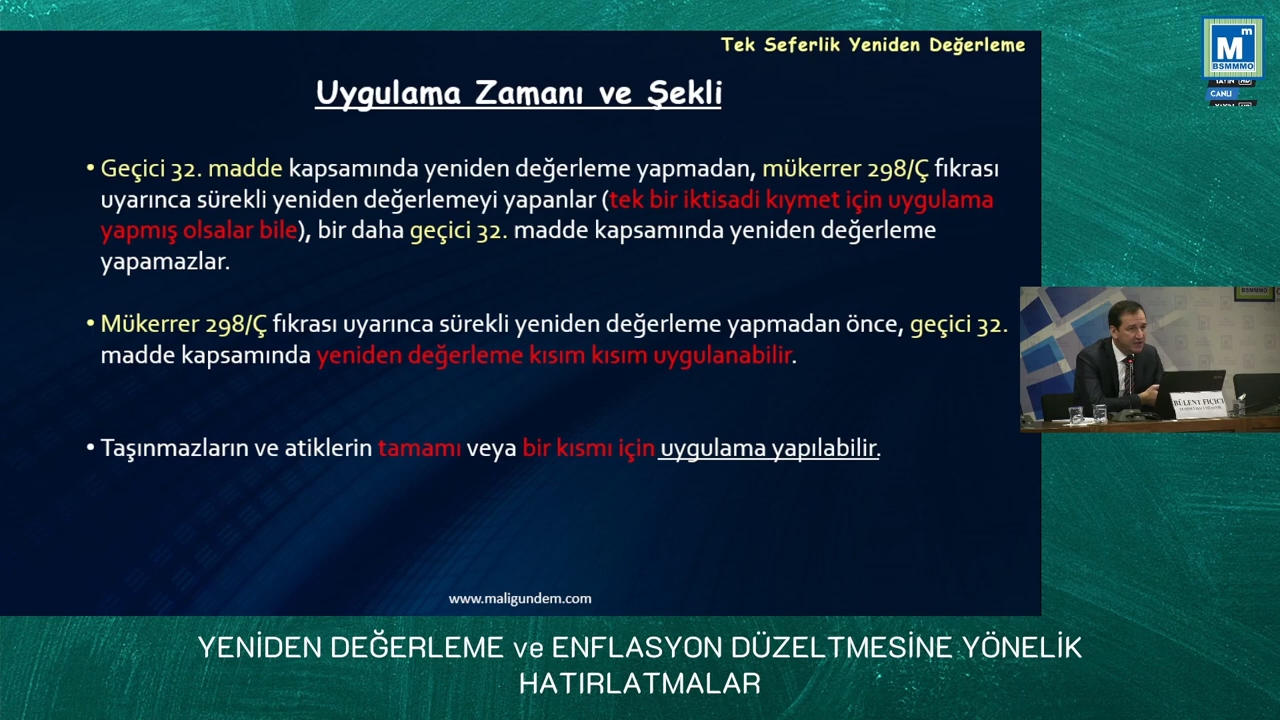 Tek Seferlik Yeniden Değerleme
m
M
BSMMMO
CANLI
Uygulama Zamanı ve Şekli
• Geçici 32. madde kapsamında yeniden değerleme yapmadan, mükerrer 298/Ç fıkrası
uyarınca sürekli yeniden değerlemeyi yapanlar (tek bir iktisadi kıymet için uygulama
yapmış olsalar bile), bir daha geçici 32. madde kapsamında yeniden değerleme
yapamazlar.
• Mükerrer 298/Ç fıkrası uyarınca sürekli yeniden değerleme yapmadan önce, geçici 32.
madde kapsamında yeniden değerleme kısım kısım uygulanabilir.
• Taşınmazların ve atiklerin tamamı veya bir kısmı için uygulama yapılabilir.
BSMMMO
BÜLENT FIÇICI
www.maligundem.com
YENİDEN DEĞERLEME ve ENFLASYON DÜZELTMESİNE YÖNELİK
HATIRLATMALAR